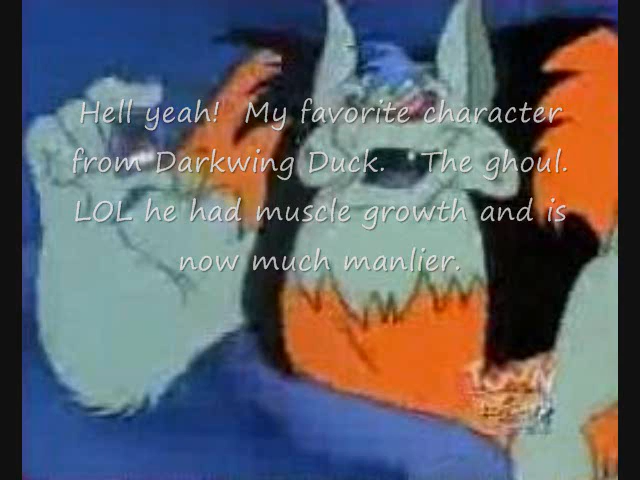 Hell yeah!  My favorite character
from Darkwing Duck.   The ghoul.
LOL he had muscle growth and is
now much manlier.
TOON